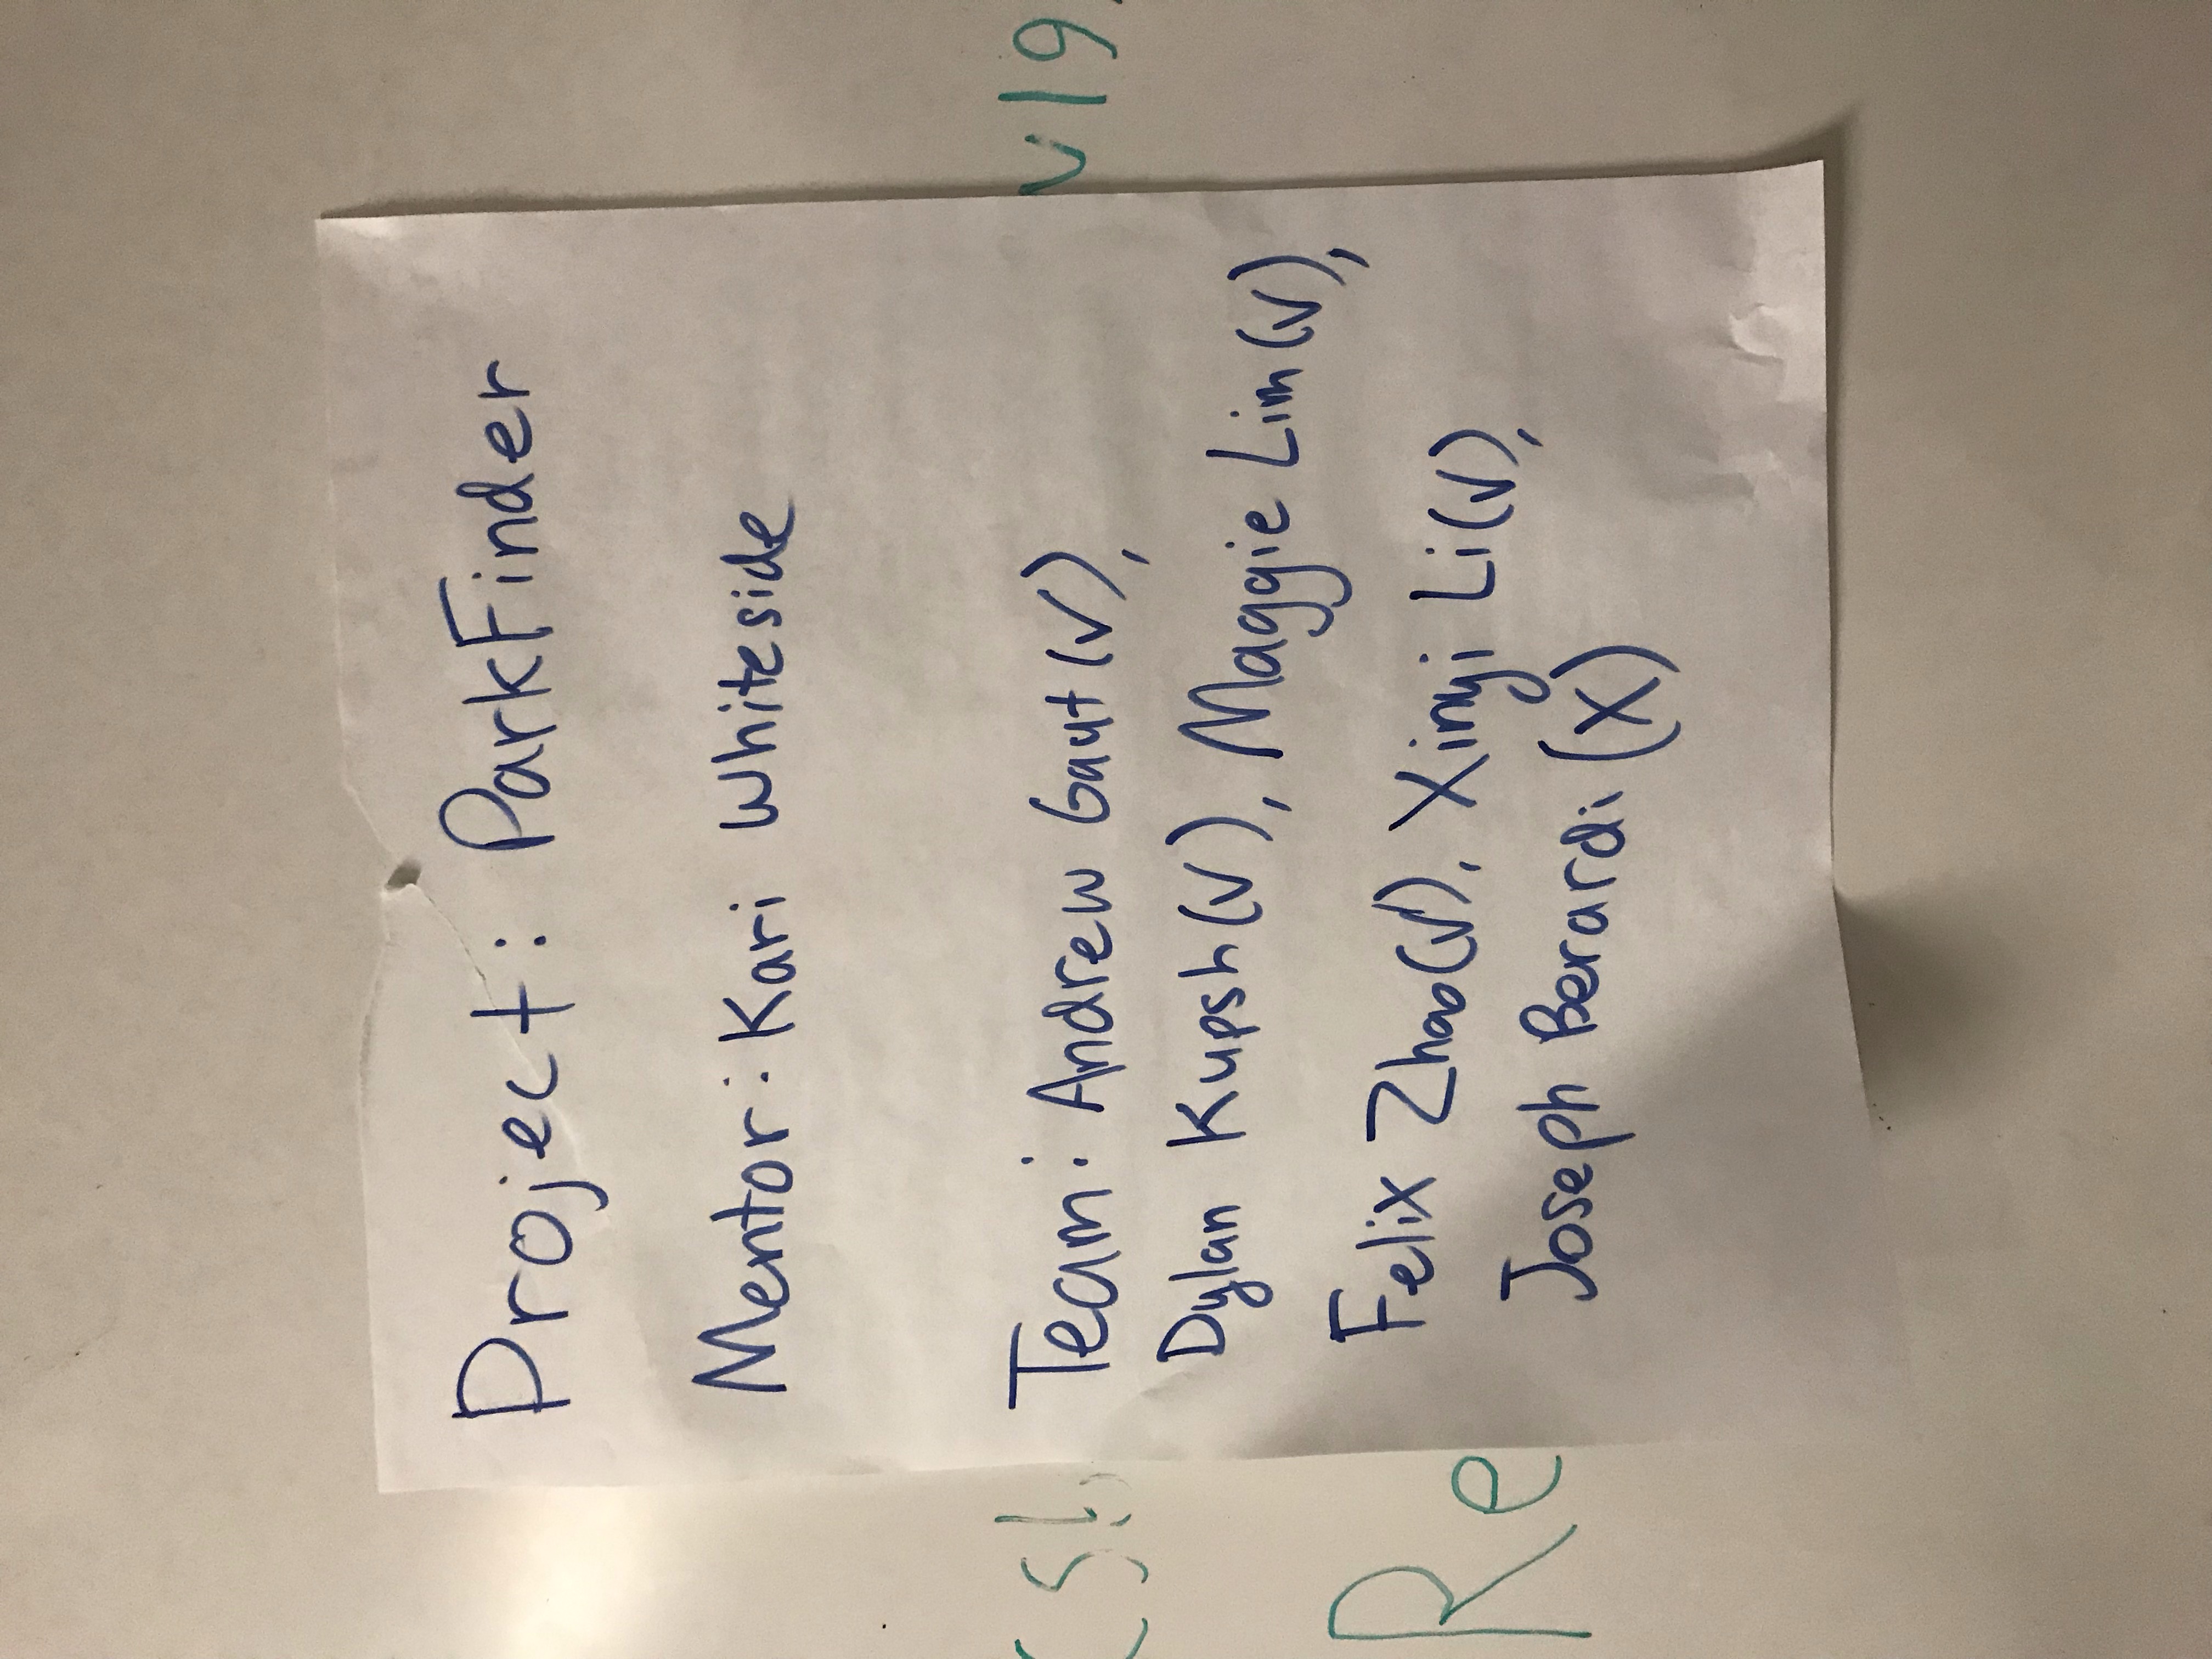 Project: ParkFinder
Mentor: Kari Whiteside
Team: Andrew Gaut (√),
Dylan Kupsh (√), Maggie Lim (√),
Felix Zhao (√), Xinyi Li (√),
Joseph Berardi (X)
v19
Re